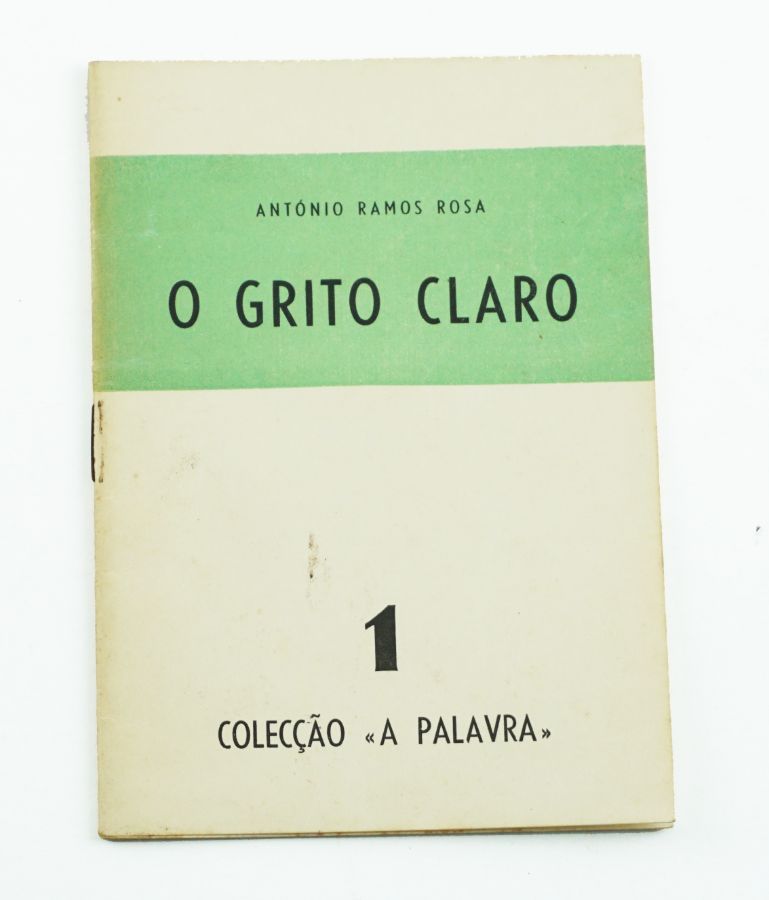 ANTÓNIO RAMOS ROSA
O GRITO CLARO
1
COLECÇÃO «A PALAVRA»